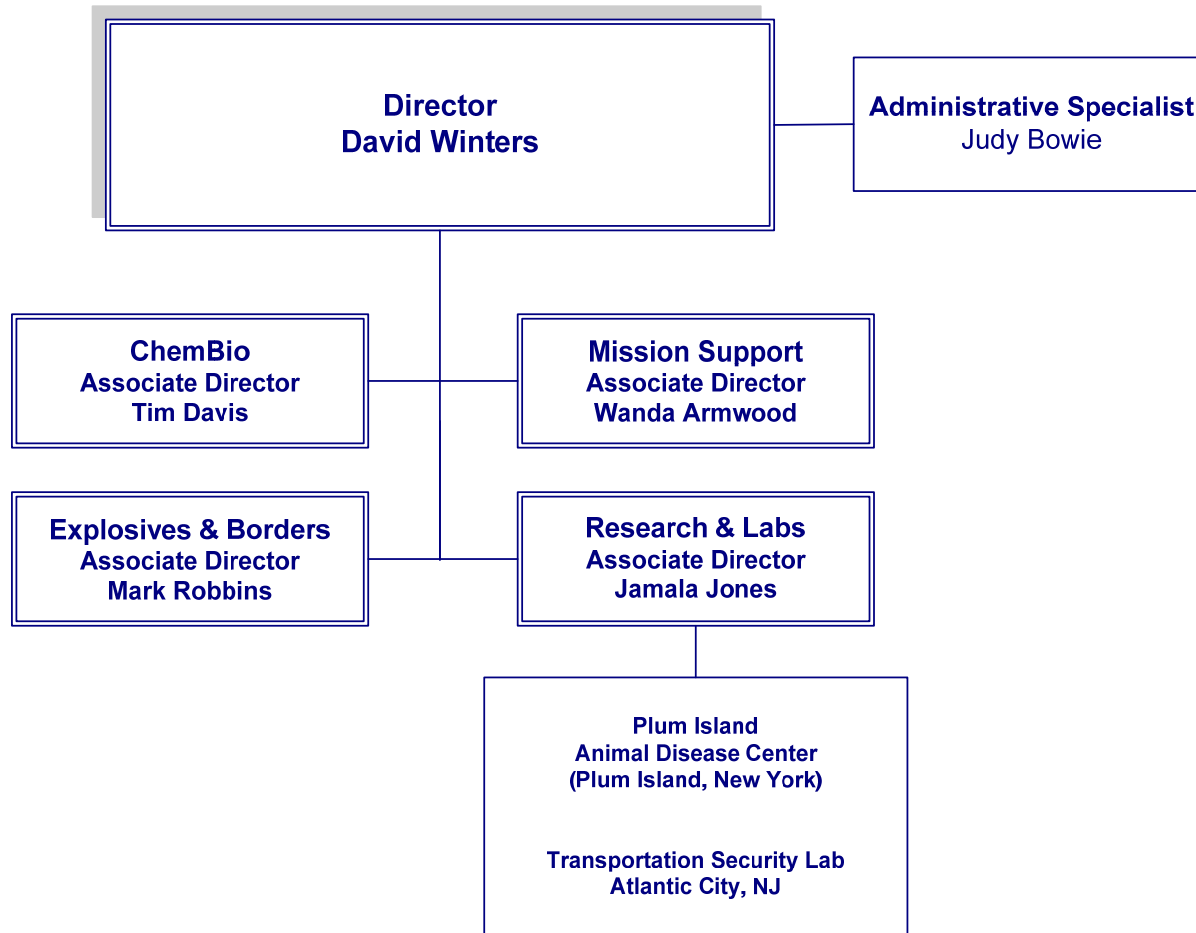 Director
David Winters
Administrative Specialist
Judy Bowie
ChemBio
Associate Director
Tim Davis
Mission Support
Associate Director
Wanda Armwood
Explosives & Borders
Associate Director
Mark Robbins
Research & Labs
Associate Director
Jamala Jones
Plum Island
Animal Disease Center
(Plum Island, New York)
Transportation Security Lab
Atlantic City, NJ